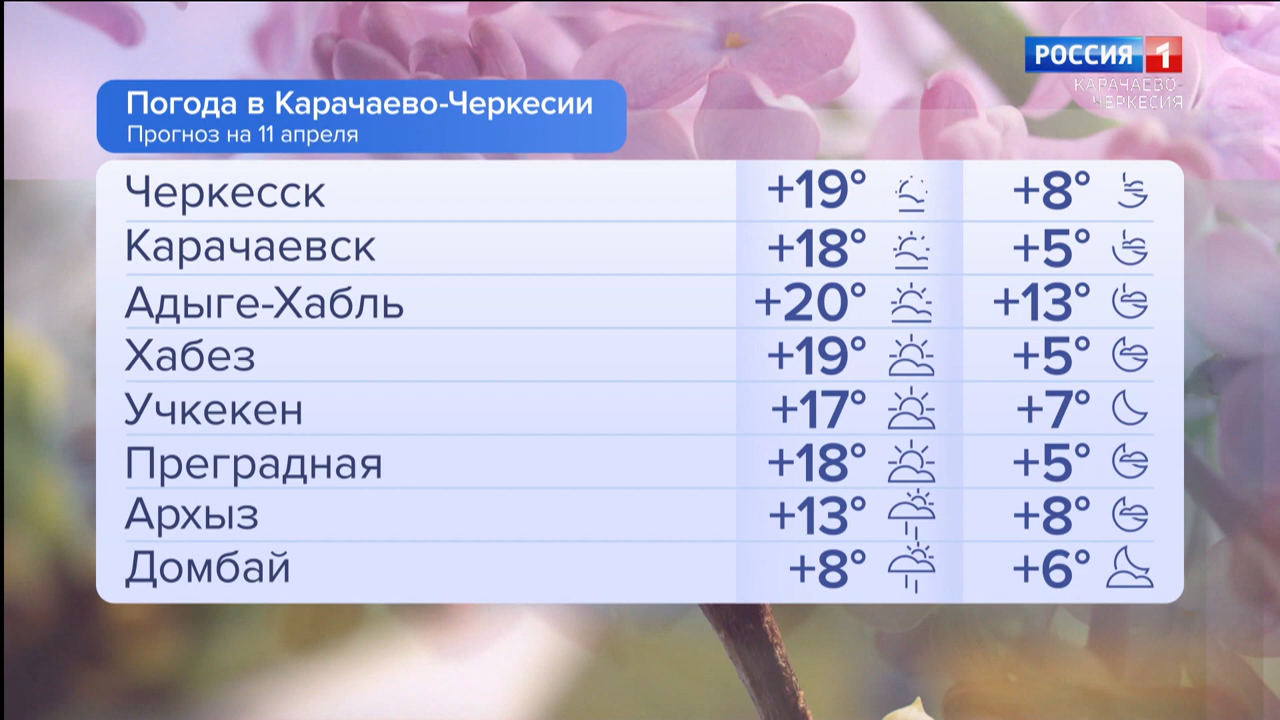 РОССИЯ 1
КАРАЧАЕВО-
ЧЕРКЕСИЯ
Погода в Карачаево-Черкесии
Прогноз на 11 апреля
Черкесск +19° +8°
Карачаевск +18° +5°
Адыге-Хабль +20° +13°
Хабез +19° +5°
Учкекен +17° +7°
Преградная +18° +5°
Архыз +13° +8°
Домбай +8° +6°